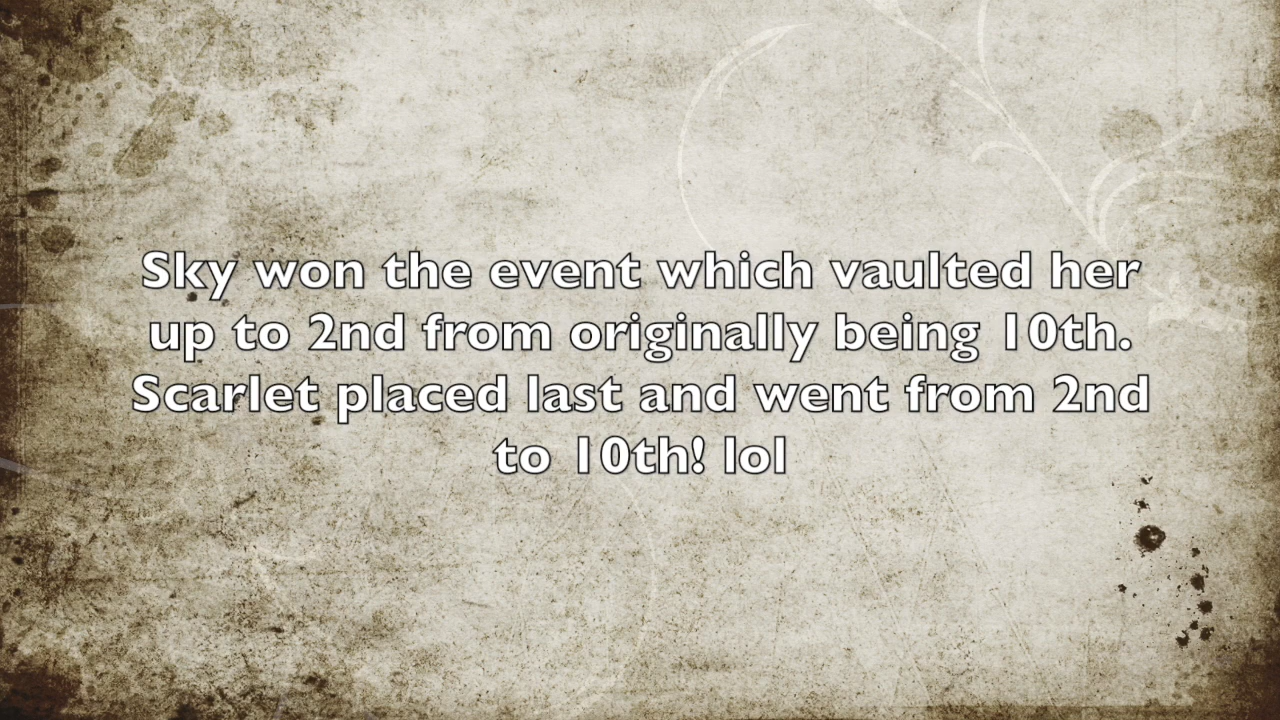 Sky won the event which vaulted her
up to 2nd from originally being 10th.
Scarlet placed last and went from 2nd
to 10th! lol